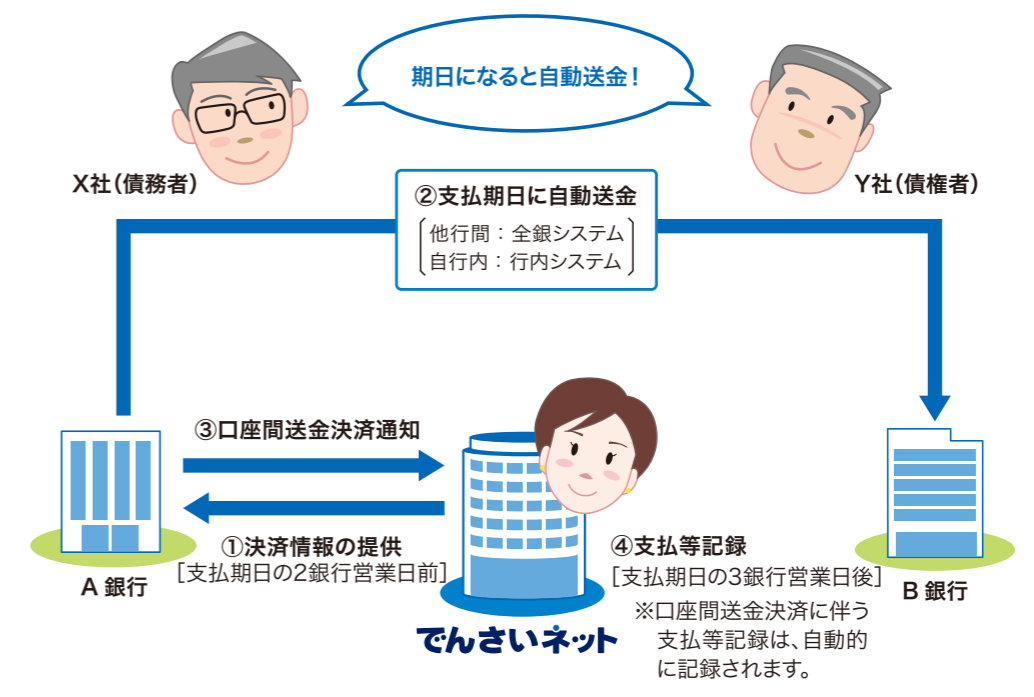 期日になると自動送金！
X社（債務者）
Y社（債権者）
②支払期日に自動送金
他行間：全銀システム
自行内：行内システム
③口座間送金決済通知
①決済情報の提供
［支払期日の2銀行営業日前］
A 銀行
でんさいネット
④支払等記録
［支払期日の3銀行営業日後］
※口座間送金決済に伴う
支払等記録は、自動的
に記録されます。
B 銀行